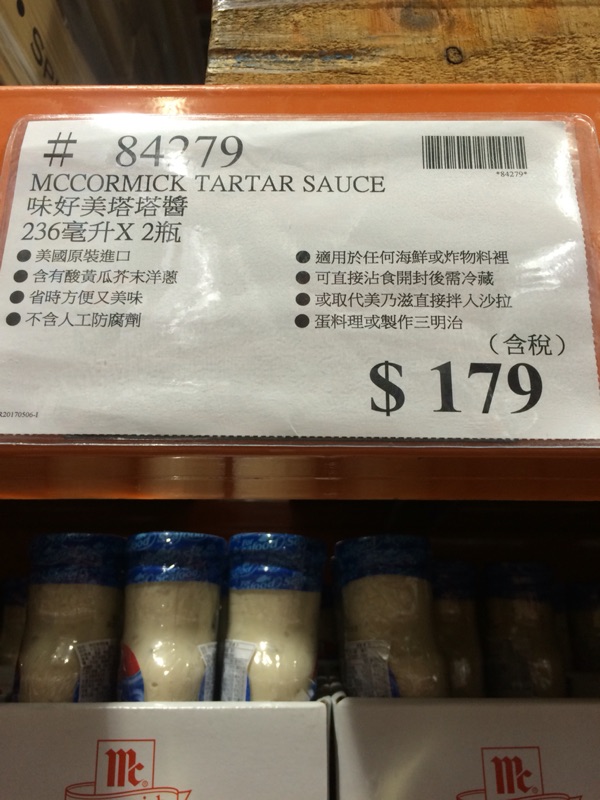 SP
# 84279
*84279*
MCCORMICK TARTAR SAUCE
味好美塔塔醬
236毫升X 2瓶
● 美國原裝進口
● 含有酸黃瓜芥末洋蔥
● 省時方便又美味
● 不含人工防腐劑
● 適用於任何海鮮或炸物料裡
● 可直接沾食開封後需冷藏
● 或取代美乃滋直接拌入沙拉
● 蛋料理或製作三明治
(含稅)
$ 179
R20170506-1
Mc
Mc